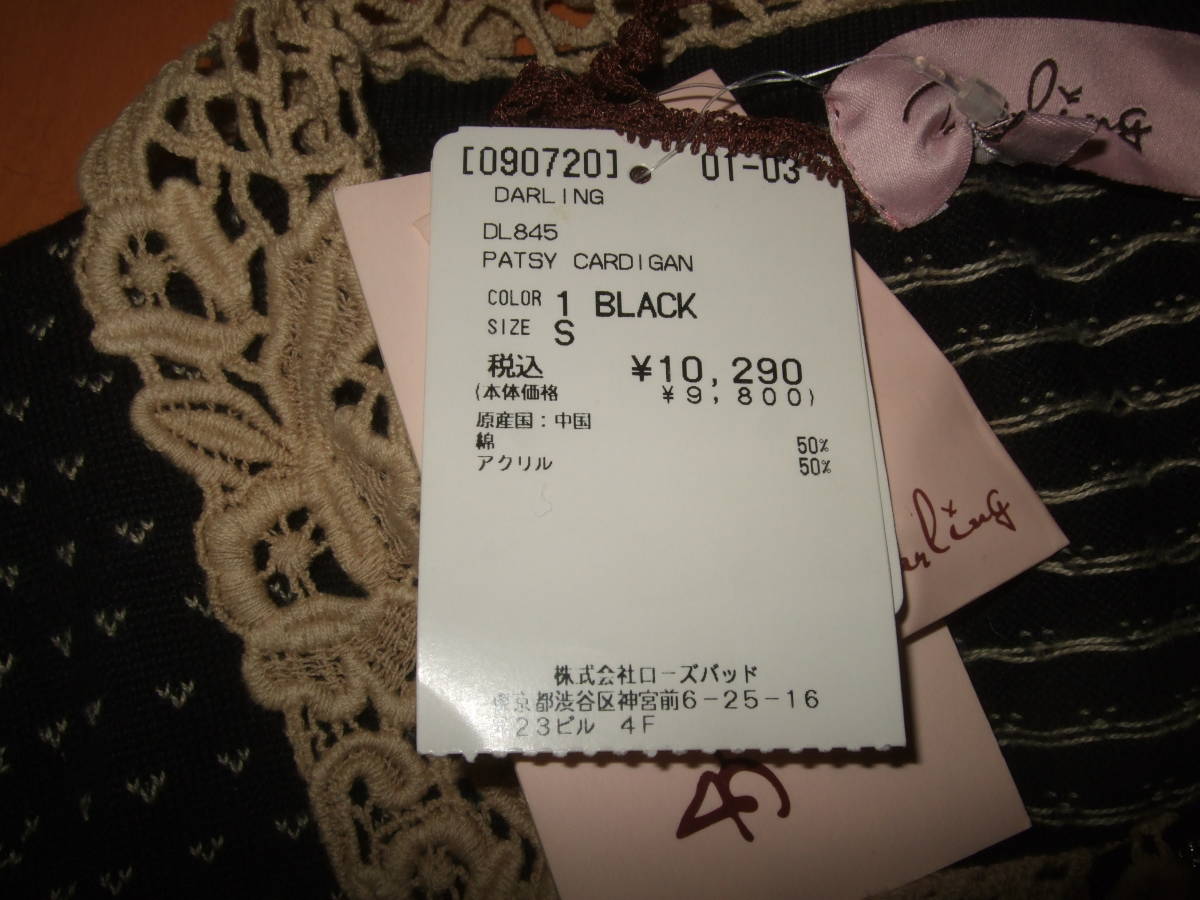 [090720] 01-03
DARLING
DL845
PATSY CARDIGAN
COLOR 1 BLACK
SIZE S
税込 ¥10,290
(本体価格 ¥9,800)
原産国:中国
綿 50%
アクリル 50%
株式会社ローズバッド
東京都渋谷区神宮前6-25-16
23ビル 4F